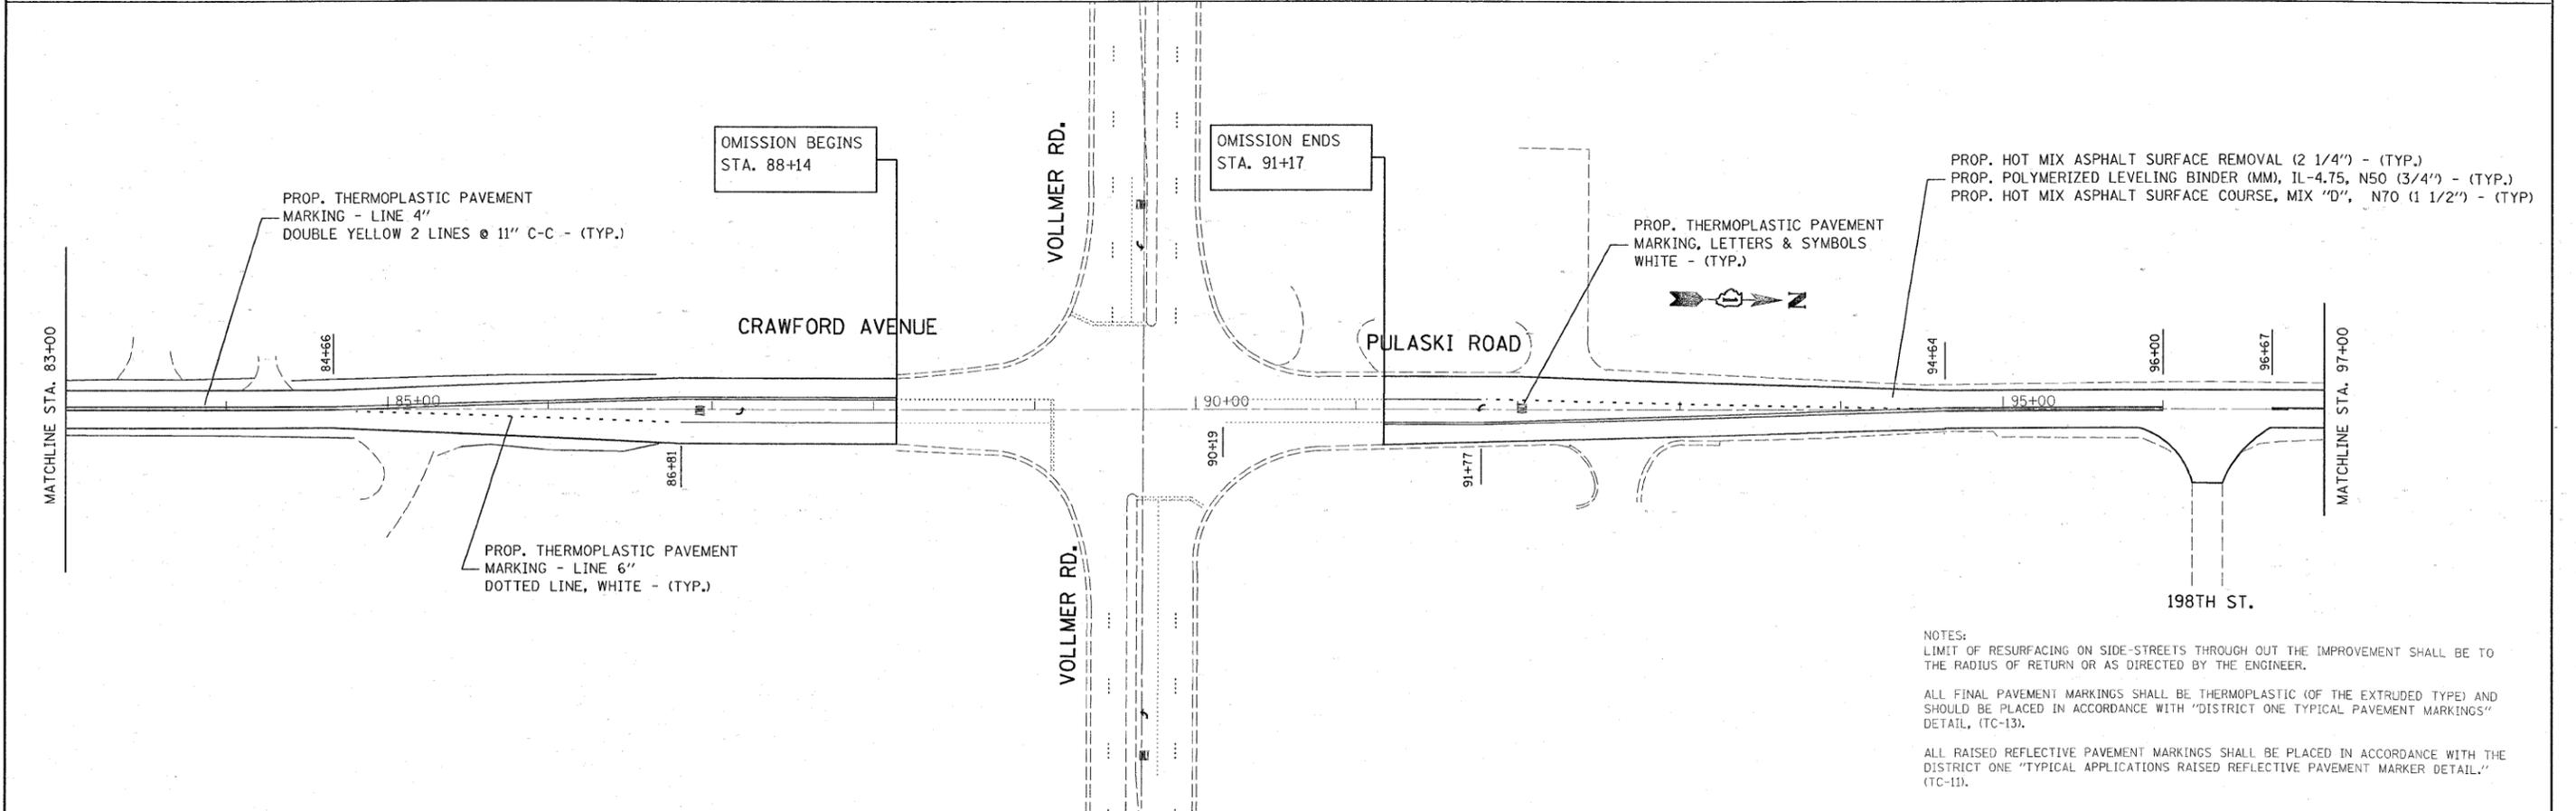 VOLLMER RD.
OMISSION BEGINS
STA. 88+14
OMISSION ENDS
STA. 91+17
PROP. HOT MIX ASPHALT SURFACE REMOVAL (2 1/4") - (TYP.)
PROP. POLYMERIZED LEVELING BINDER (MM), IL-4.75, N50 (3/4") - (TYP.)
PROP. HOT MIX ASPHALT SURFACE COURSE, MIX "D", N70 (1 1/2") - (TYP)
PROP. THERMOPLASTIC PAVEMENT
MARKING - LINE 4"
DOUBLE YELLOW 2 LINES @ 11" C-C - (TYP.)
PROP. THERMOPLASTIC PAVEMENT
MARKING, LETTERS & SYMBOLS
WHITE - (TYP.)
N
CRAWFORD AVENUE
PULASKI ROAD
MATCHLINE STA. 83+00
84+66
94+64
96+00
96+67
MATCHLINE STA. 97+00
85+00
90+00
95+00
86+81
90+19
91+77
PROP. THERMOPLASTIC PAVEMENT
MARKING - LINE 6"
DOTTED LINE, WHITE - (TYP.)
VOLLMER RD.
198TH ST.
NOTES:
LIMIT OF RESURFACING ON SIDE-STREETS THROUGH OUT THE IMPROVEMENT SHALL BE TO
THE RADIUS OF RETURN OR AS DIRECTED BY THE ENGINEER.
ALL FINAL PAVEMENT MARKINGS SHALL BE THERMOPLASTIC (OF THE EXTRUDED TYPE) AND
SHOULD BE PLACED IN ACCORDANCE WITH "DISTRICT ONE TYPICAL PAVEMENT MARKINGS"
DETAIL, (TC-13).
ALL RAISED REFLECTIVE PAVEMENT MARKINGS SHALL BE PLACED IN ACCORDANCE WITH THE
DISTRICT ONE "TYPICAL APPLICATIONS RAISED REFLECTIVE PAVEMENT MARKER DETAIL."
(TC-11).